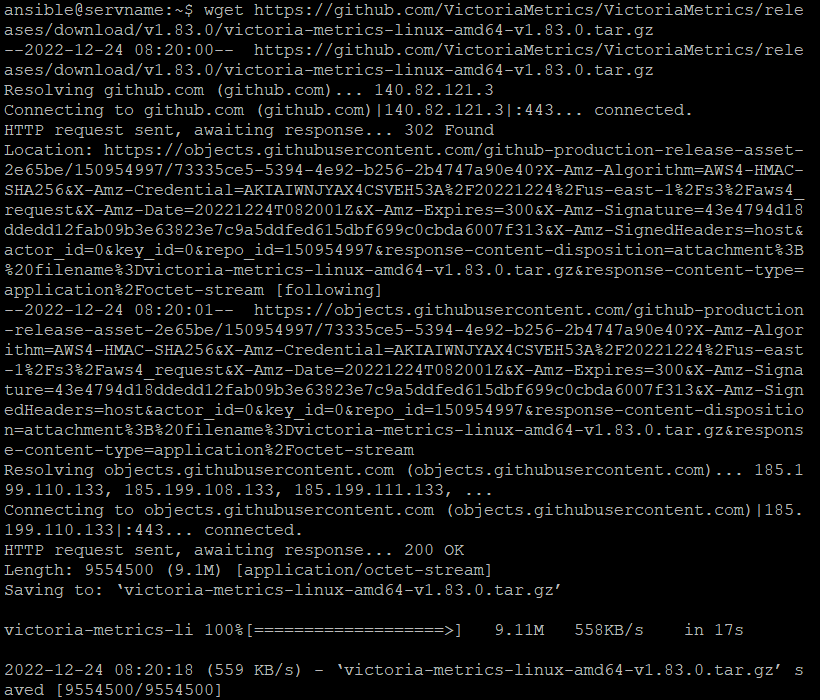 ansible@servname:~$ wget https://github.com/VictoriaMetrics/VictoriaMetrics/rele
ases/download/v1.83.0/victoria-metrics-linux-amd64-v1.83.0.tar.gz
--2022-12-24 08:20:00--  https://github.com/VictoriaMetrics/VictoriaMetrics/rele
ases/download/v1.83.0/victoria-metrics-linux-amd64-v1.83.0.tar.gz
Resolving github.com (github.com)... 140.82.121.3
Connecting to github.com (github.com)|140.82.121.3|:443... connected.
HTTP request sent, awaiting response... 302 Found
Location: https://objects.githubusercontent.com/github-production-release-asset-
2e65be/150954997/73335ce5-5394-4e92-b256-2b4747a90e40?X-Amz-Algorithm=AWS4-HMAC-
SHA256&X-Amz-Credential=AKIAIWNJYAX4CSVEH53A%2F20221224%2Fus-east-1%2Fs3%2Faws4_
request&X-Amz-Date=20221224T082001Z&X-Amz-Expires=300&X-Amz-Signature=43e4794d18
ddedd12fab09b3e63823e7c9a5ddfed615dbf699c0cbda6007f313&X-Amz-SignedHeaders=host&
actor_id=0&key_id=0&repo_id=150954997&response-content-disposition=attachment%3B
%20filename%3Dvictoria-metrics-linux-amd64-v1.83.0.tar.gz&response-content-type=
application%2Foctet-stream [following]
--2022-12-24 08:20:01--  https://objects.githubusercontent.com/github-production
-release-asset-2e65be/150954997/73335ce5-5394-4e92-b256-2b4747a90e40?X-Amz-Algor
ithm=AWS4-HMAC-SHA256&X-Amz-Credential=AKIAIWNJYAX4CSVEH53A%2F20221224%2Fus-east
-1%2Fs3%2Faws4_request&X-Amz-Date=20221224T082001Z&X-Amz-Expires=300&X-Amz-Signa
ture=43e4794d18ddedd12fab09b3e63823e7c9a5ddfed615dbf699c0cbda6007f313&X-Amz-Sign
edHeaders=host&actor_id=0&key_id=0&repo_id=150954997&response-content-dispositio
n=attachment%3B%20filename%3Dvictoria-metrics-linux-amd64-v1.83.0.tar.gz&respons
e-content-type=application%2Foctet-stream
Resolving objects.githubusercontent.com (objects.githubusercontent.com)... 185.1
99.110.133, 185.199.108.133, 185.199.111.133, ...
Connecting to objects.githubusercontent.com (objects.githubusercontent.com)|185.
199.110.133|:443... connected.
HTTP request sent, awaiting response... 200 OK
Length: 9554500 (9.1M) [application/octet-stream]
Saving to: ‘victoria-metrics-linux-amd64-v1.83.0.tar.gz’

victoria-metrics-li 100%[===================>]   9.11M   558KB/s    in 17s

2022-12-24 08:20:18 (559 KB/s) - ‘victoria-metrics-linux-amd64-v1.83.0.tar.gz’ s
aved [9554500/9554500]